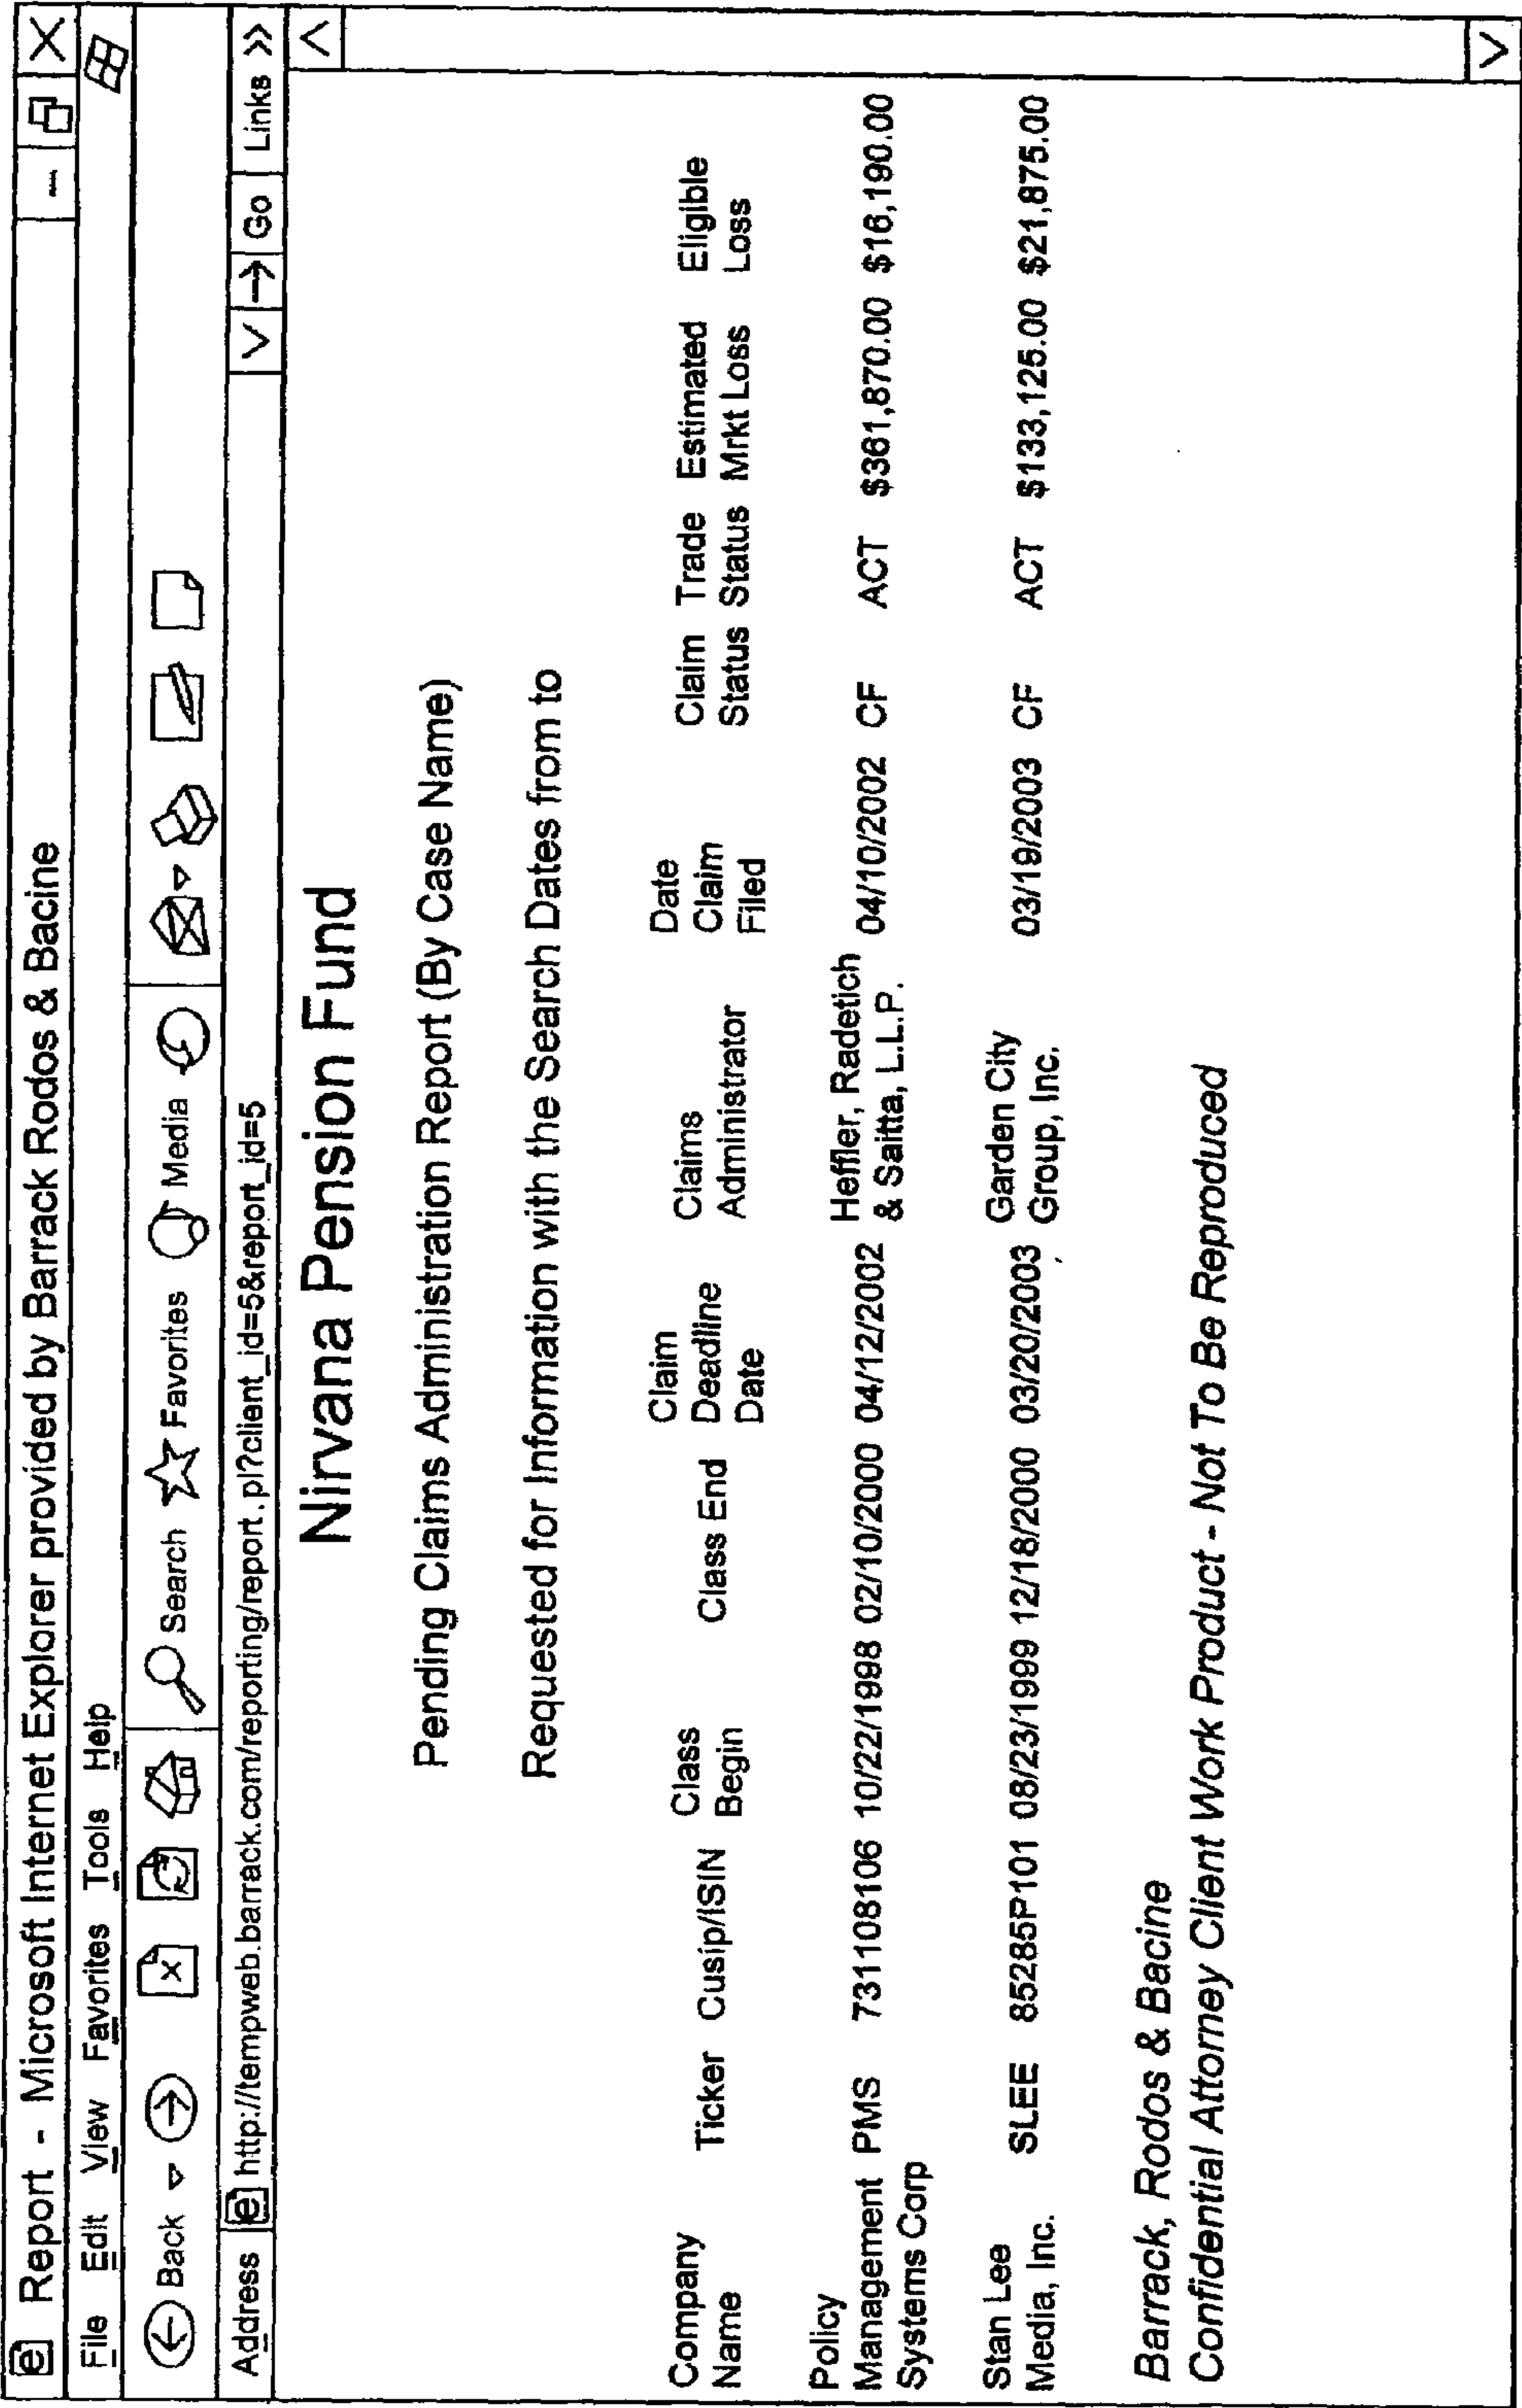 Report - Microsoft Internet Explorer provided by Barrack Rodos & Bacine
File Edit View Favorites Tools Help
Back Search Favorites Media
Address http://tempweb.barrack.com/reporting/report.pl?client_id=5&report_id=5 Go Links >>
Nirvana Pension Fund
Pending Claims Administration Report (By Case Name)
Requested for Information with the Search Dates from to
Company Name Ticker Cusip/ISIN Class Begin Class End Claim Deadline Date Claims Administrator Date Claim Filed Claim Status Trade Status Estimated Mrkt Loss Eligible Loss
Policy Management Systems Corp PMS 731108106 10/22/1998 02/10/2000 04/12/2002 Heffler, Radetich & Saitta, L.L.P. 04/10/2002 CF ACT $361,870.00 $16,190.00
Stan Lee Media, Inc. SLEE 85285P101 08/23/1999 12/18/2000 03/20/2003 Garden City Group, Inc. 03/19/2003 CF ACT $133,125.00 $21,875.00
Barrack, Rodos & Bacine
Confidential Attorney Client Work Product - Not To Be Reproduced